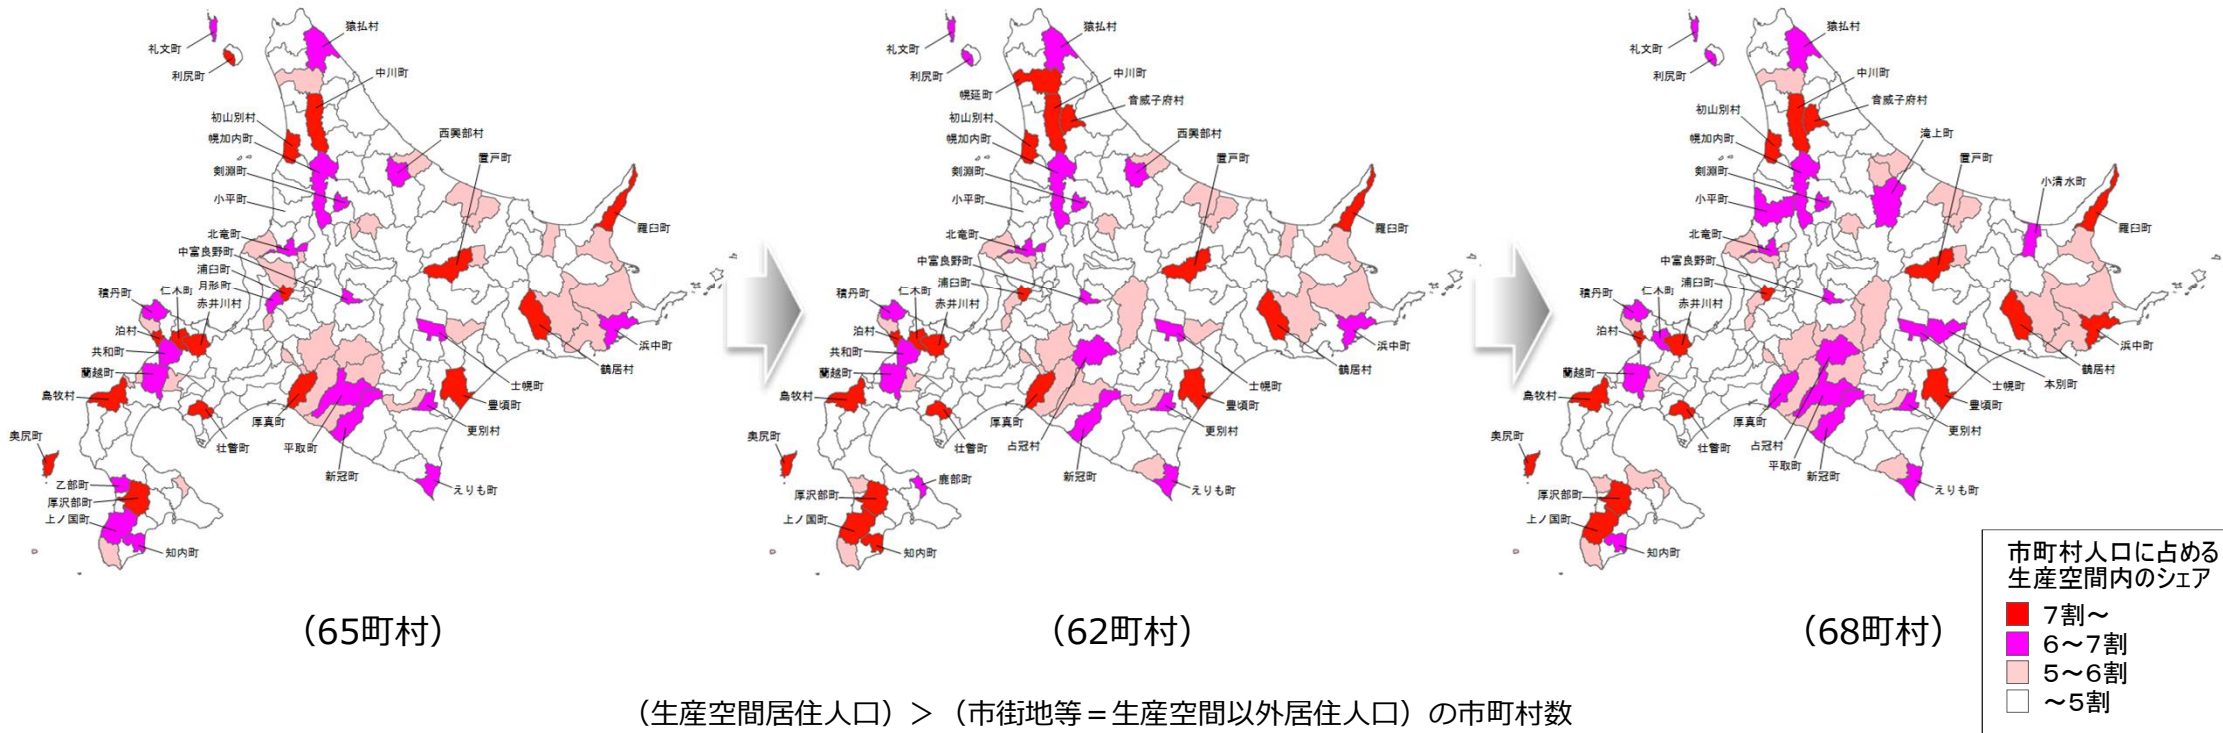 礼文町
利尻町
猿払村
中川町
初山別村
幌加内町
剣淵町
小平町
西興部村
置戸町
北竜町
中富良野町
浦臼町
月形町
積丹町
仁木町
赤井川村
泊村
共和町
蘭越町
島牧村
奥尻町
乙部町
厚沢部町
上ノ国町
知内町
壮瞥町
厚真町
平取町
新冠町
えりも町
更別村
豊頃町
士幌町
鶴居村
浜中町
羅臼町
(65町村)
礼文町
利尻町
猿払村
幌延町
中川町
音威子府村
初山別村
幌加内町
剣淵町
小平町
西興部村
置戸町
北竜町
中富良野町
浦臼町
積丹町
仁木町
赤井川村
泊村
共和町
蘭越町
島牧村
奥尻町
鹿部町
厚沢部町
上ノ国町
知内町
壮瞥町
厚真町
占冠村
新冠町
えりも町
更別村
豊頃町
士幌町
鶴居村
浜中町
羅臼町
(62町村)
礼文町
利尻町
猿払村
中川町
音威子府村
初山別村
幌加内町
剣淵町
小平町
滝上町
置戸町
小清水町
羅臼町
北竜町
中富良野町
浦臼町
積丹町
仁木町
赤井川村
泊村
蘭越町
島牧村
奥尻町
厚沢部町
上ノ国町
知内町
壮瞥町
厚真町
占冠村
平取町
新冠町
えりも町
更別村
豊頃町
士幌町
本別町
鶴居村
浜中町
(68町村)
市町村人口に占める
生産空間内のシェア
7割～
6～7割
5～6割
～5割
(生産空間居住人口)＞(市街地等＝生産空間以外居住人口)の市町村数